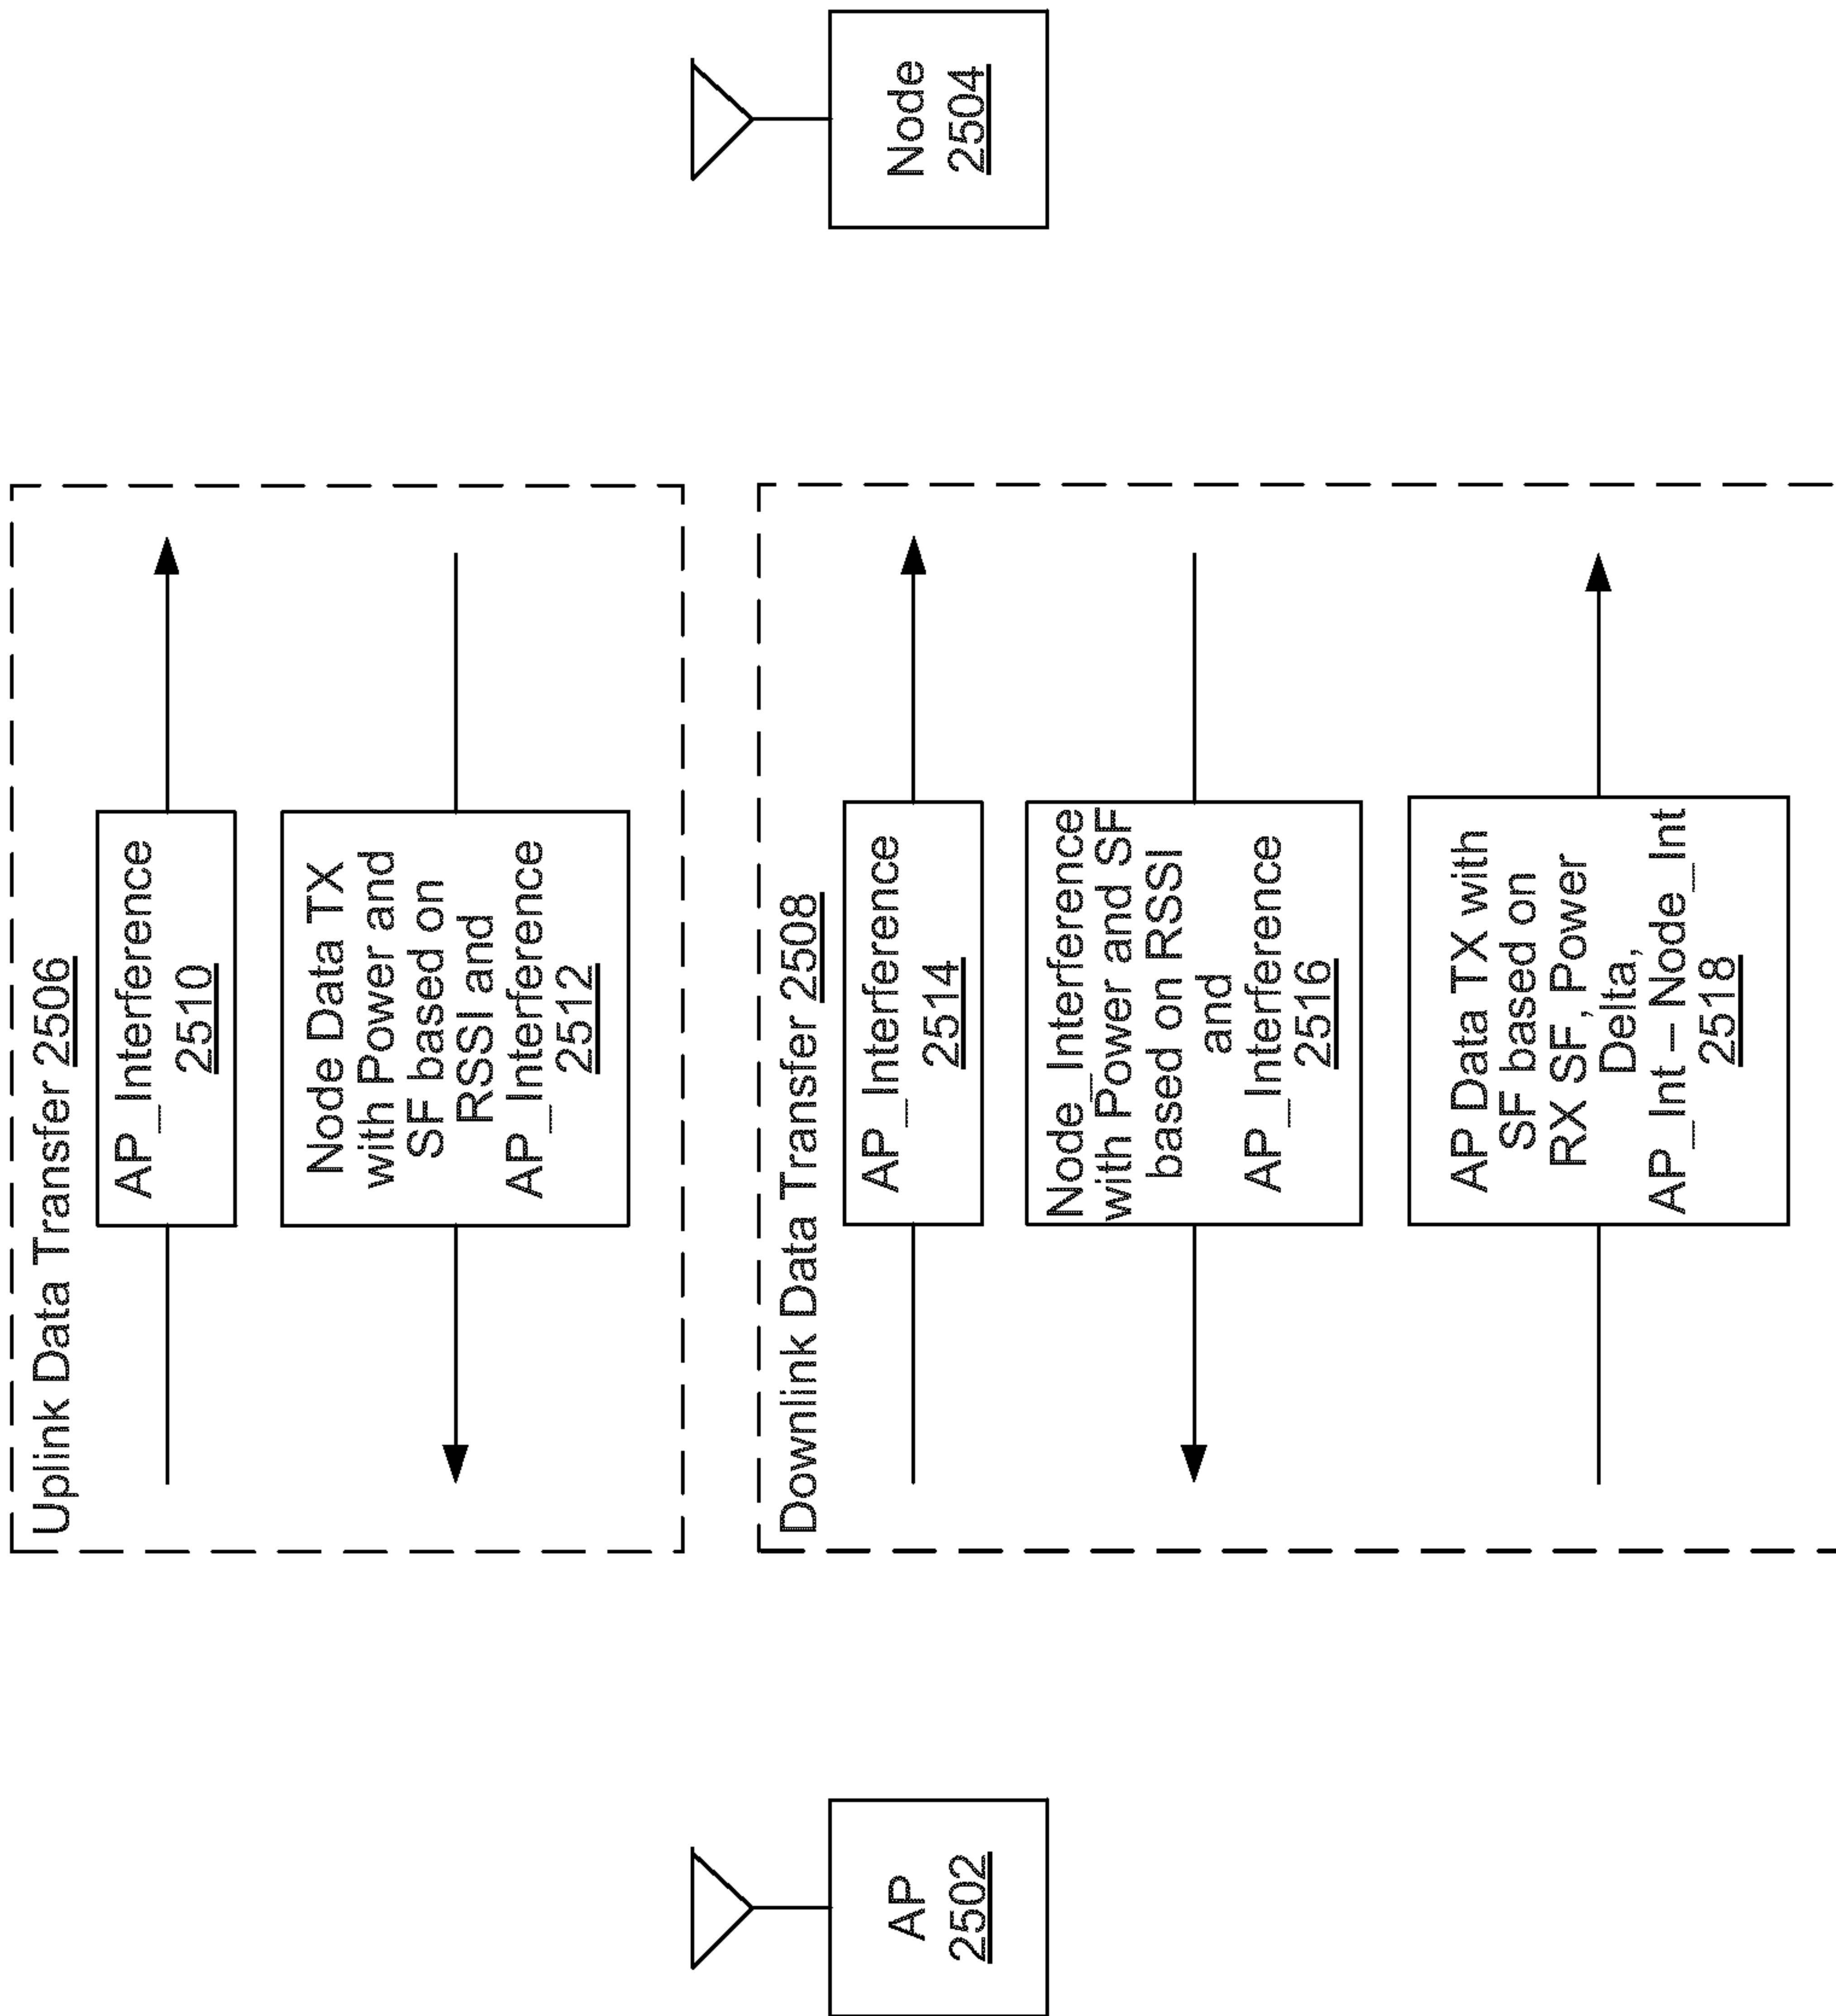 Uplink Data Transfer 2506
AP_Interference
2510
Node Data TX
with Power and
SF based on
RSSI and
AP_Interference
2512
Downlink Data Transfer 2508
AP_Interference
2514
Node_Interference
with Power and SF
based on RSSI
and
AP_Interference
2516
AP Data TX with
SF based on
RX SF, Power
Delta,
AP_Int – Node_Int
2518
AP
2502
Node
2504